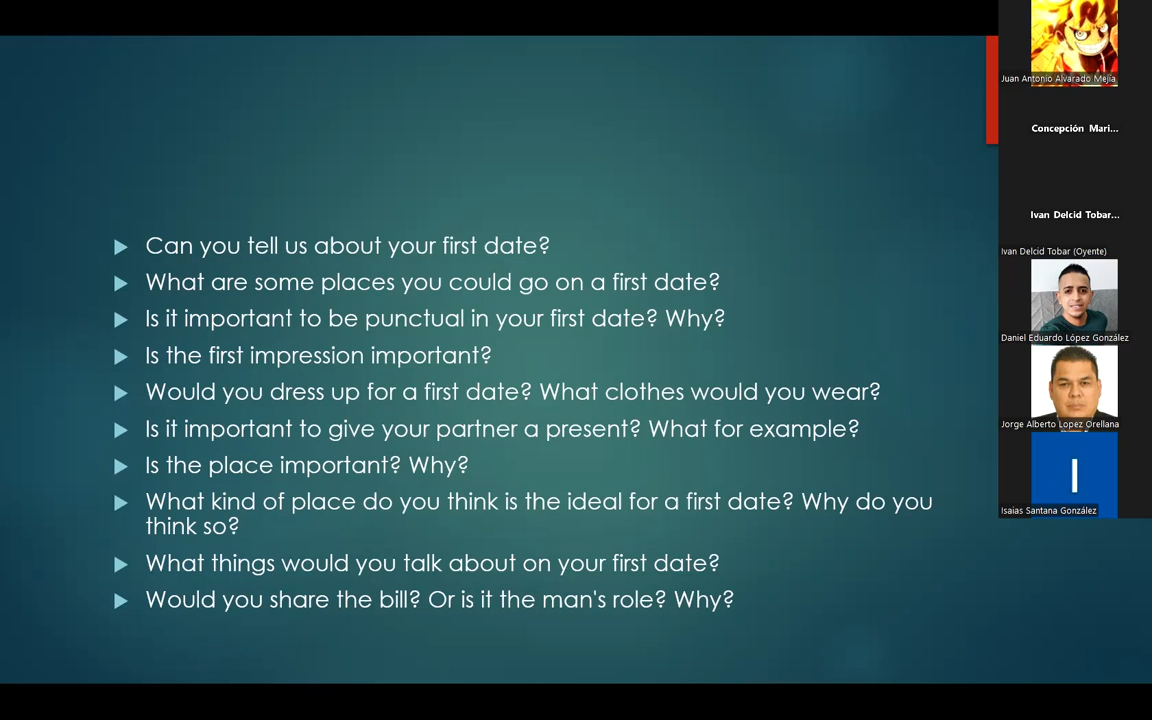 Can you tell us about your first date?
What are some places you could go on a first date?
Is it important to be punctual in your first date? Why?
Is the first impression important?
Would you dress up for a first date? What clothes would you wear?
Is it important to give your partner a present? What for example?
Is the place important? Why?
What kind of place do you think is the ideal for a first date? Why do you
think so?
What things would you talk about on your first date?
Would you share the bill? Or is it the man's role? Why?
Juan Antonio Alvarado Mejía
Concepción Mari...
Ivan Delcid Tobar...
Ivan Delcid Tobar (Oyente)
Daniel Eduardo López González
Jorge Alberto Lopez Orellana
I
Isaias Santana González